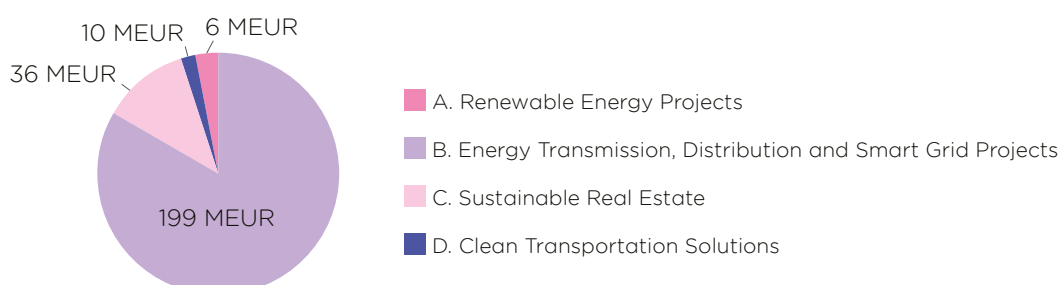 10 MEUR
6 MEUR
36 MEUR
199 MEUR
A. Renewable Energy Projects
B. Energy Transmission, Distribution and Smart Grid Projects
C. Sustainable Real Estate
D. Clean Transportation Solutions